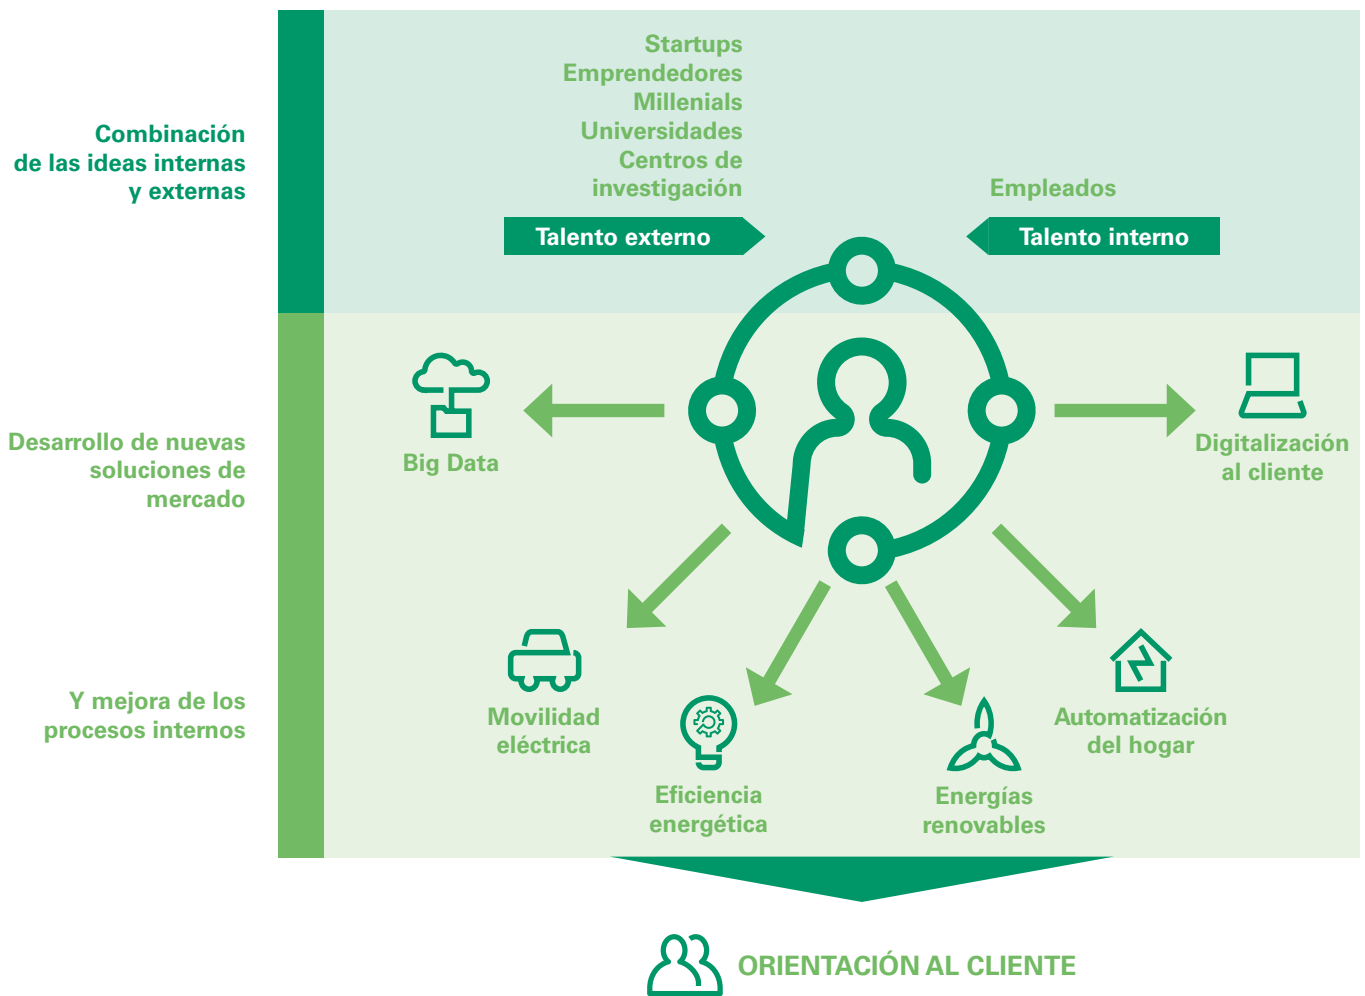 Combinación
de las ideas internas
y externas
Startups
Emprendedores
Millenials
Universidades
Centros de
investigación
Empleados
Talento externo
Talento interno
Desarrollo de nuevas
soluciones de
mercado
Big Data
Digitalización
al cliente
Y mejora de los
procesos internos
Movilidad
eléctrica
Eficiencia
energética
Energías
renovables
Automatización
del hogar
ORIENTACIÓN AL CLIENTE